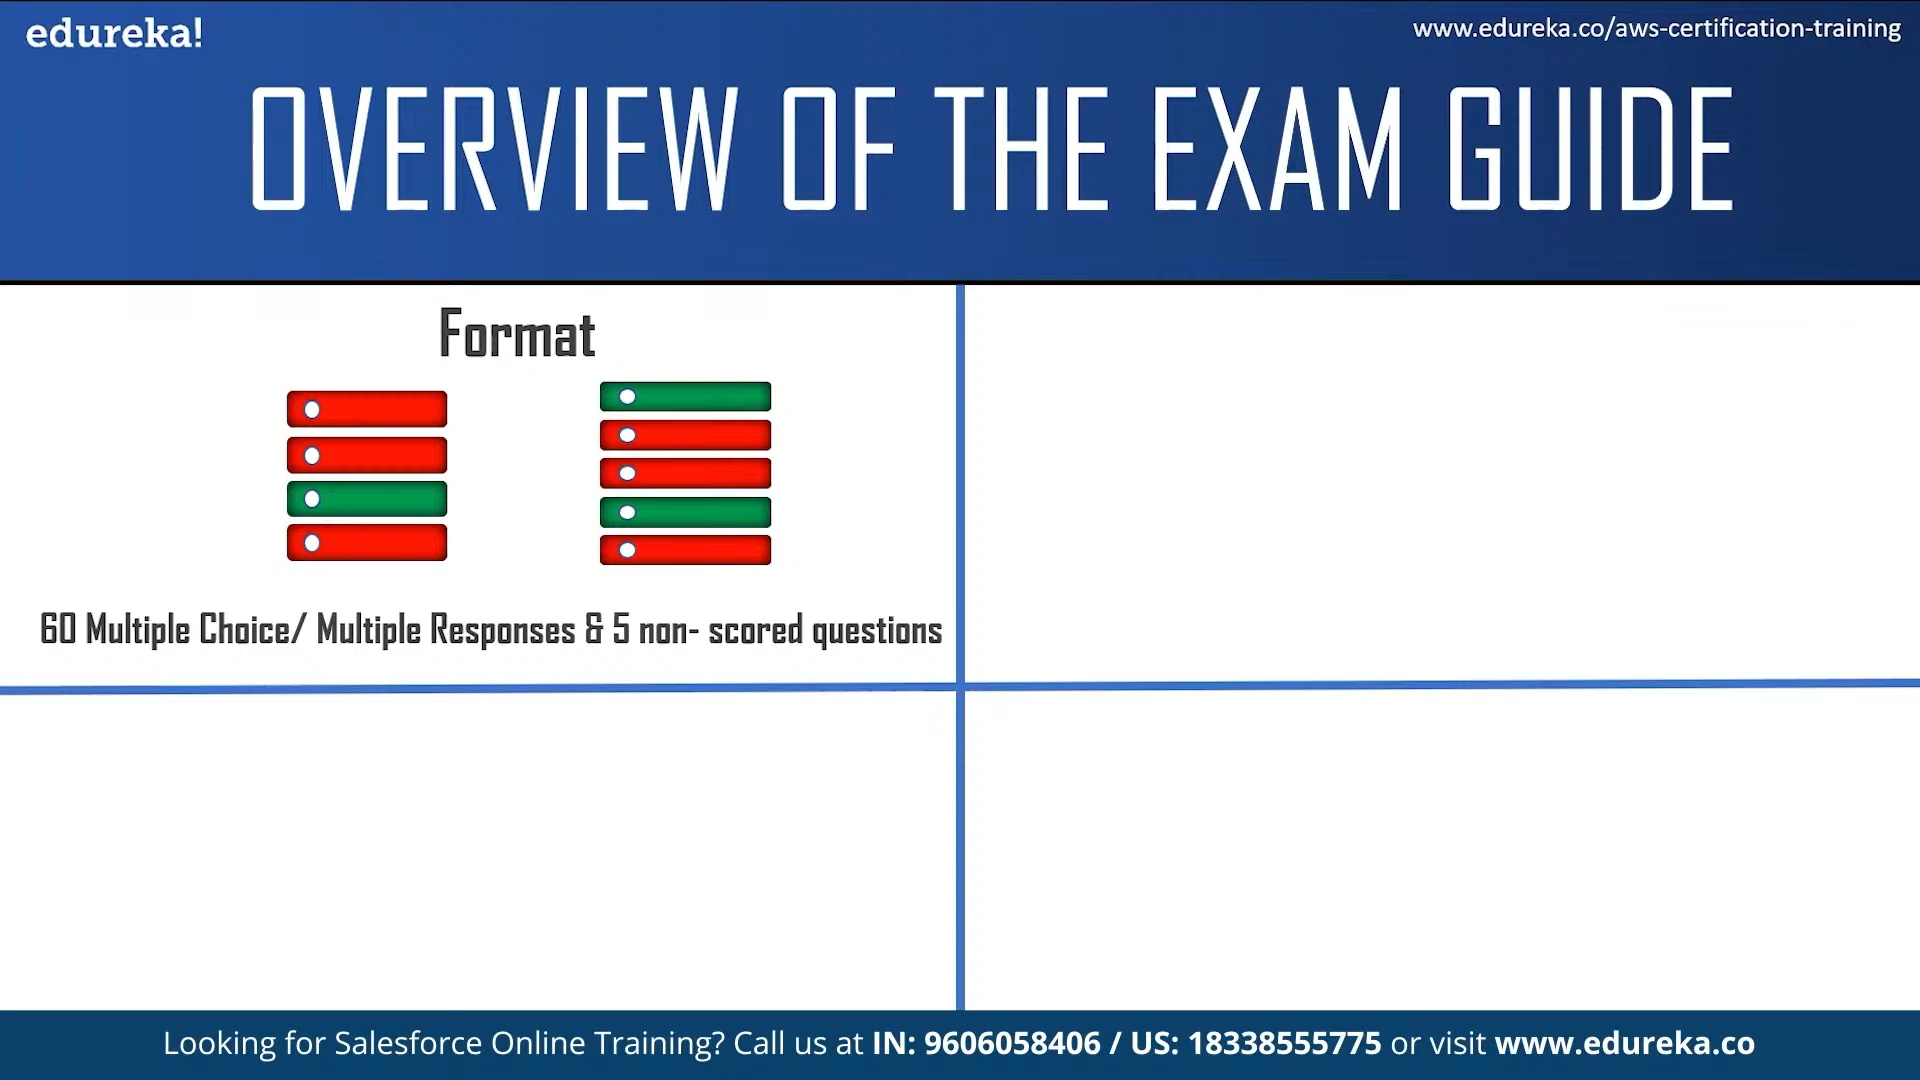 edureka!
www.edureka.co/aws-certification-training
OVERVIEW OF THE EXAM GUIDE
Format
60 Multiple Choice/ Multiple Responses & 5 non- scored questions
Looking for Salesforce Online Training? Call us at IN: 9606058406 / US: 18338555775 or visit www.edureka.co